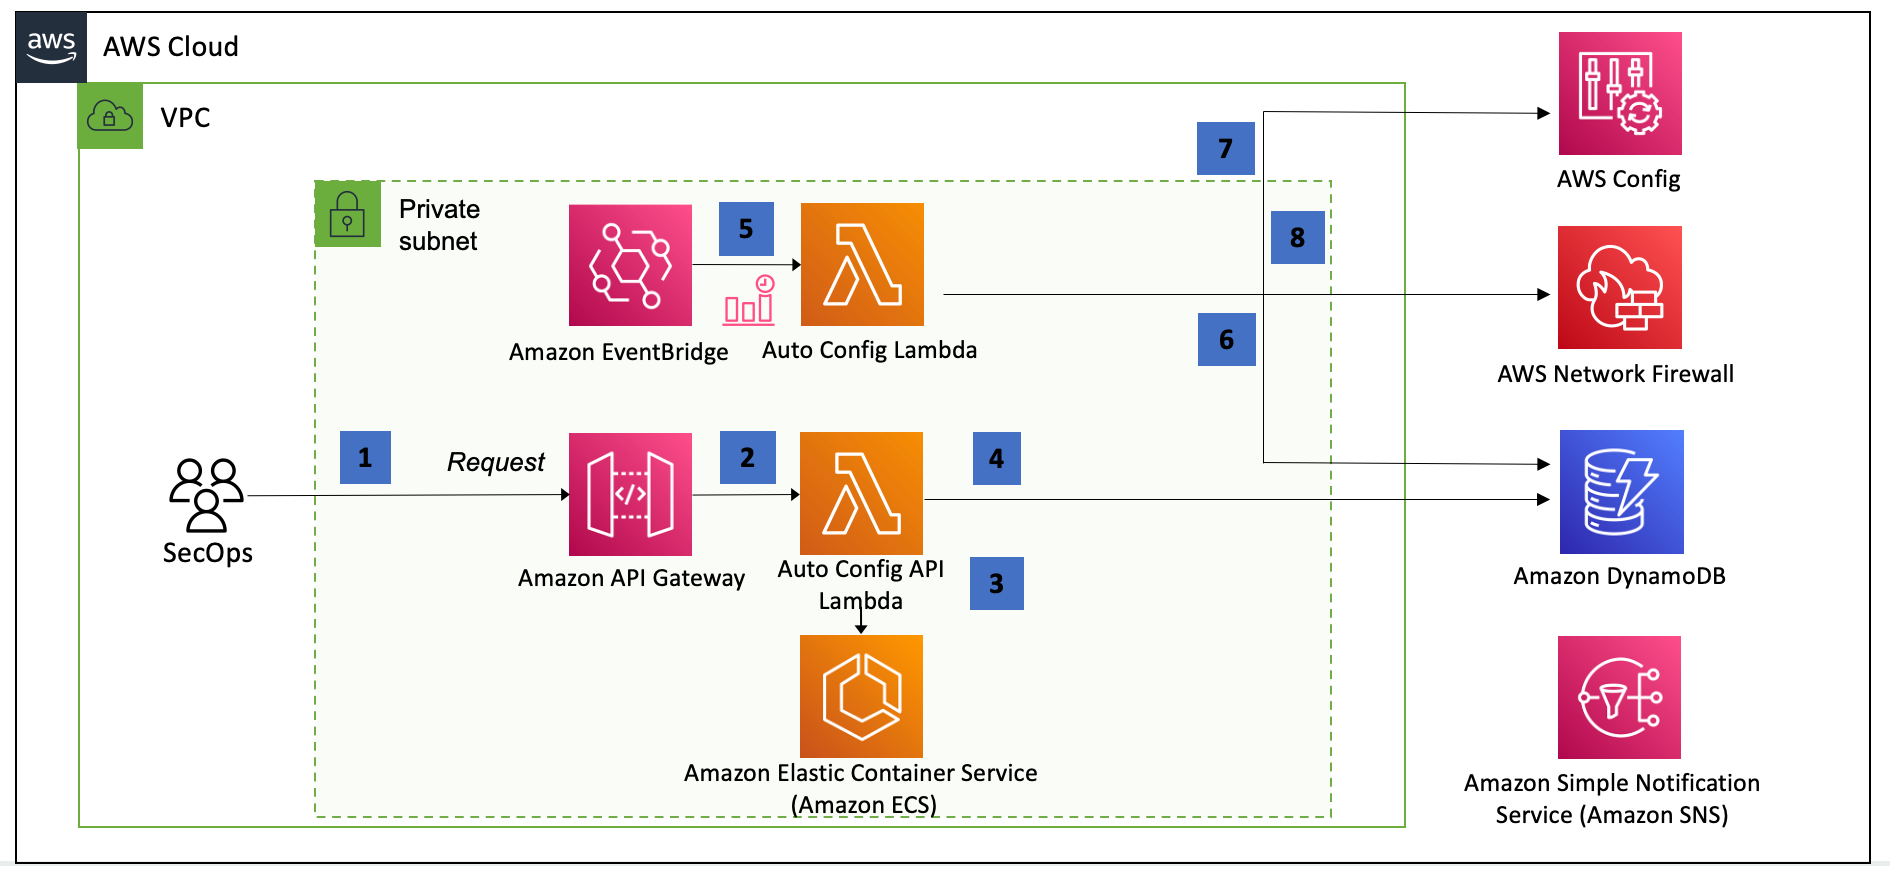 aws
AWS Cloud
VPC
Private
subnet
7
AWS Config
5
8
Amazon EventBridge
Auto Config Lambda
6
AWS Network Firewall
1
Request
2
4
</>
SecOps
Amazon API Gateway
Auto Config API
Lambda
3
Amazon DynamoDB
Amazon Elastic Container Service
(Amazon ECS)
Amazon Simple Notification
Service (Amazon SNS)